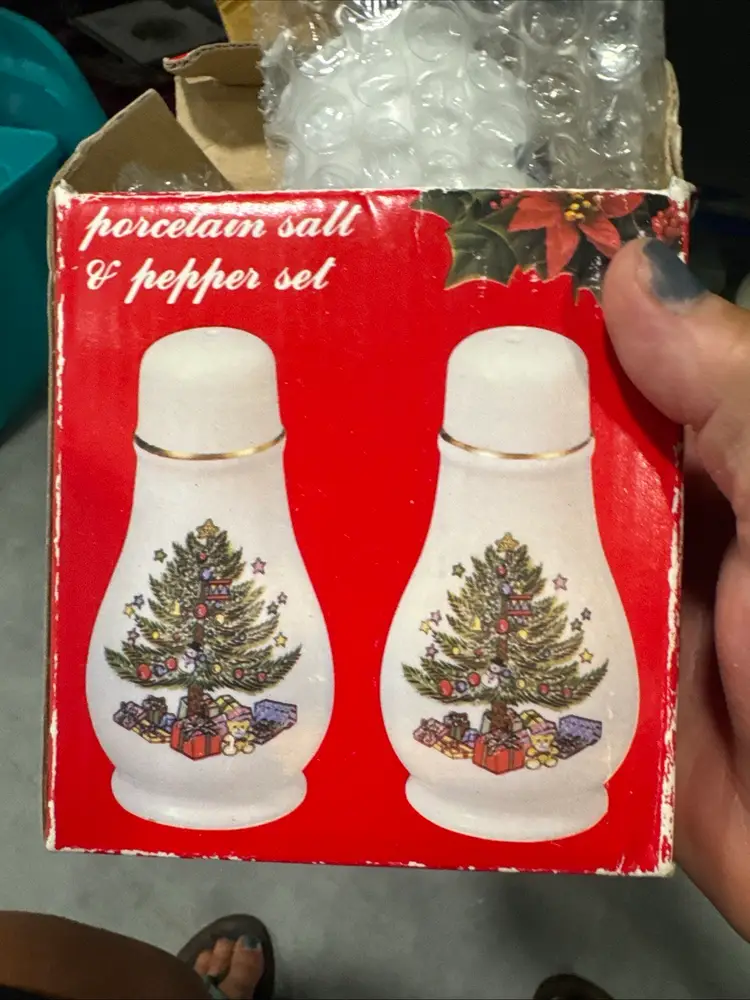 porcelain salt
& pepper set